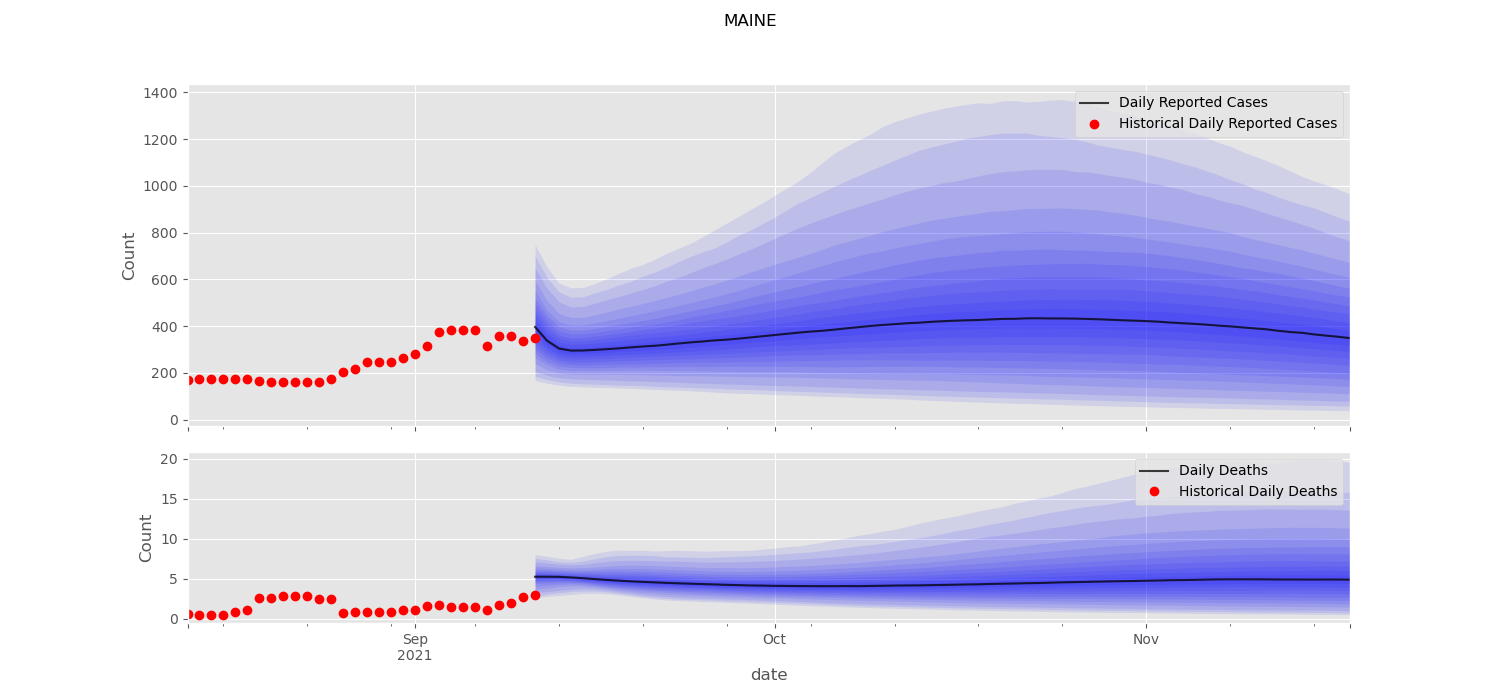 MAINE
1400
1200
1000
800
600
400
200
0
Count
Daily Reported Cases
Historical Daily Reported Cases
20
15
10
5
0
Count
Daily Deaths
Historical Daily Deaths
Sep
2021
Oct
Nov
date